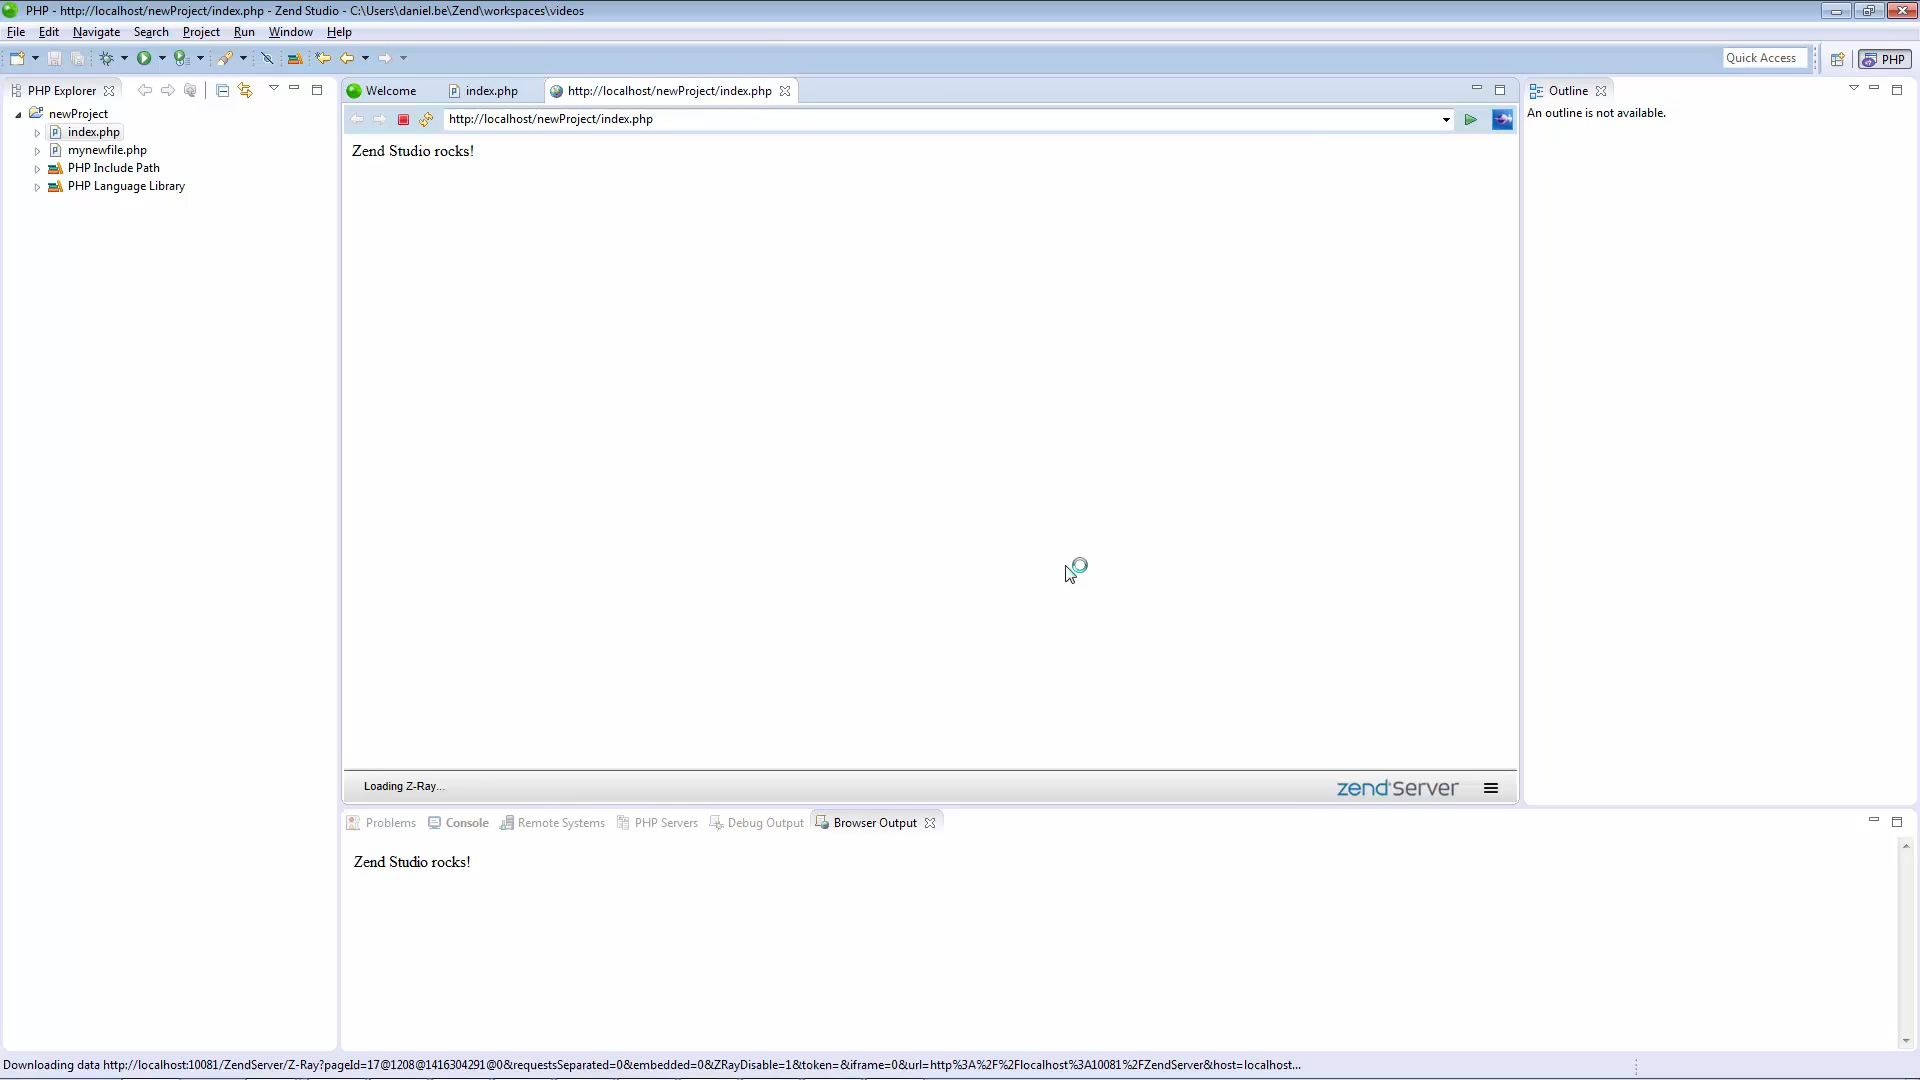 PHP - http://localhost/newProject/index.php - Zend Studio - C:\Users\daniel.be\Zend\workspaces\videos
File Edit Navigate Search Project Run Window Help
Quick Access PHP
PHP Explorer
newProject
index.php
mynewfile.php
PHP Include Path
PHP Language Library
Welcome index.php http://localhost/newProject/index.php
http://localhost/newProject/index.php
Zend Studio rocks!
Loading Z-Ray...
zend Server
Outline
An outline is not available.
Problems Console Remote Systems PHP Servers Debug Output Browser Output
Zend Studio rocks!
Downloading data http://localhost:10081/ZendServer/Z-Ray?pageId=17@1208@1416304291@0&requestsSeparated=0&embedded=0&ZRayDisable=1&token=&iframe=0&url=http%3A%2F%2Flocalhost%3A10081%2FZendServer&host=localhost...